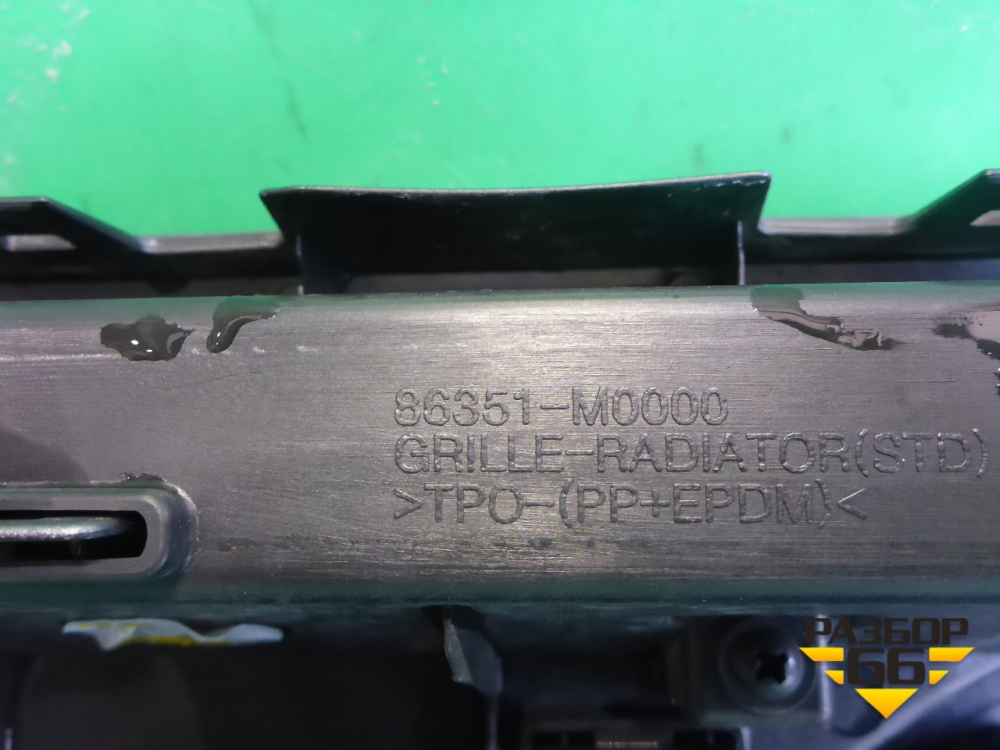 86351-M0000
GRILLE-RADIATOR(STD)
>TPO-(PP+EPDM)<
РАЗБОР
66